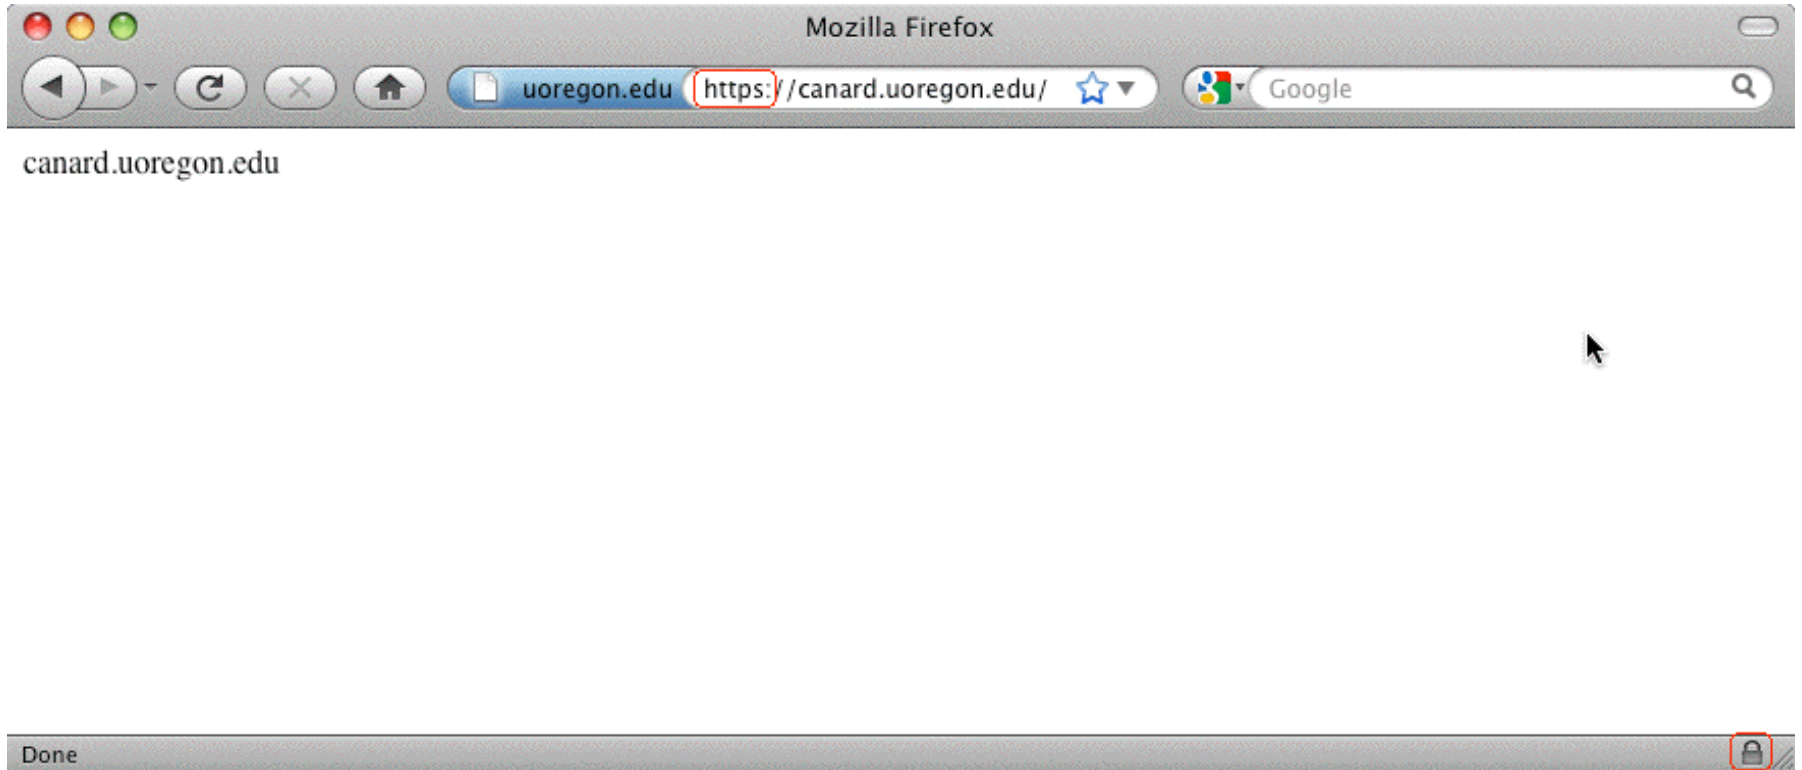 Mozilla Firefox
uoregon.edu https://canard.uoregon.edu/ Google
canard.uoregon.edu
Done